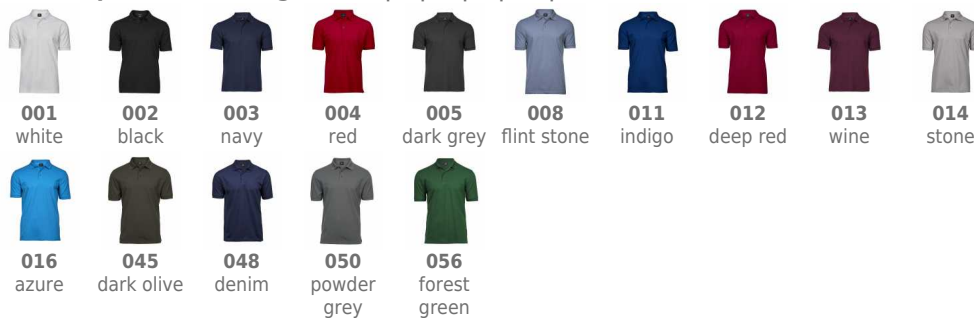 001 002 003 004 005 008 011 012 013 014
white black navy red dark grey flint stone indigo deep red wine stone
016 045 048 050 056
azure dark olive denim powder forest
grey green